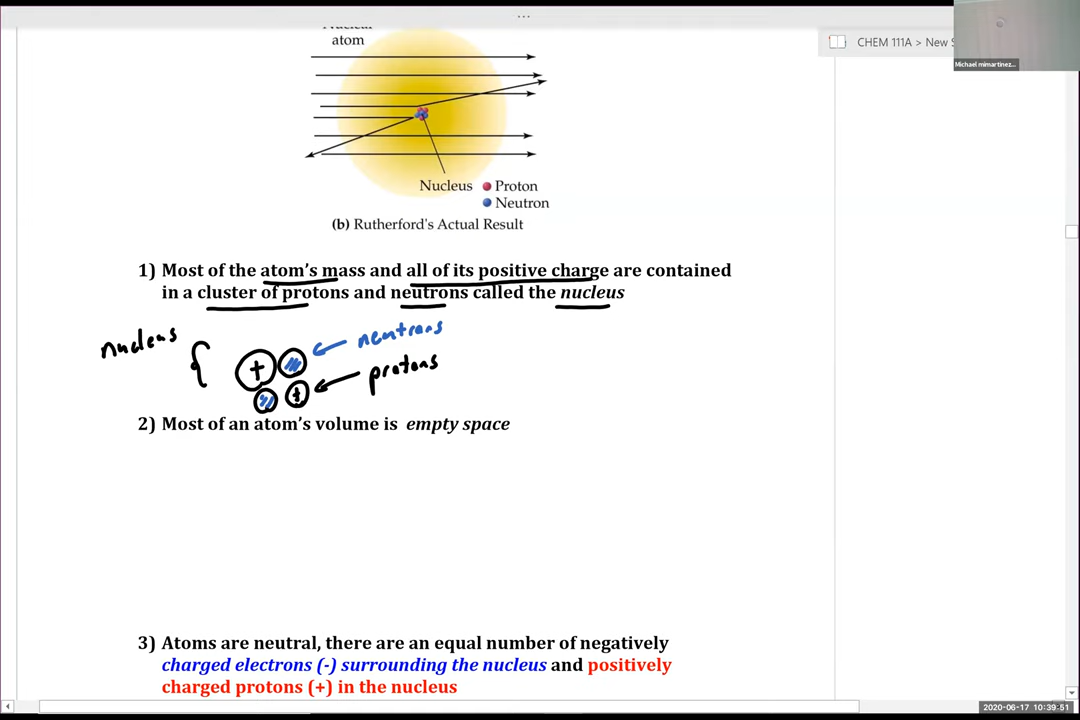 ...
CHEM 111A > New
Michael mimartinez...
atom
Nucleus
Proton
Neutron
(b) Rutherford's Actual Result
1) Most of the atom's mass and all of its positive charge are contained
in a cluster of protons and neutrons called the nucleus
nucleus {
neutrons
+
protons
+
2) Most of an atom's volume is empty space
3) Atoms are neutral, there are an equal number of negatively
charged electrons (-) surrounding the nucleus and positively
charged protons (+) in the nucleus
2020-06-17 10:39:51